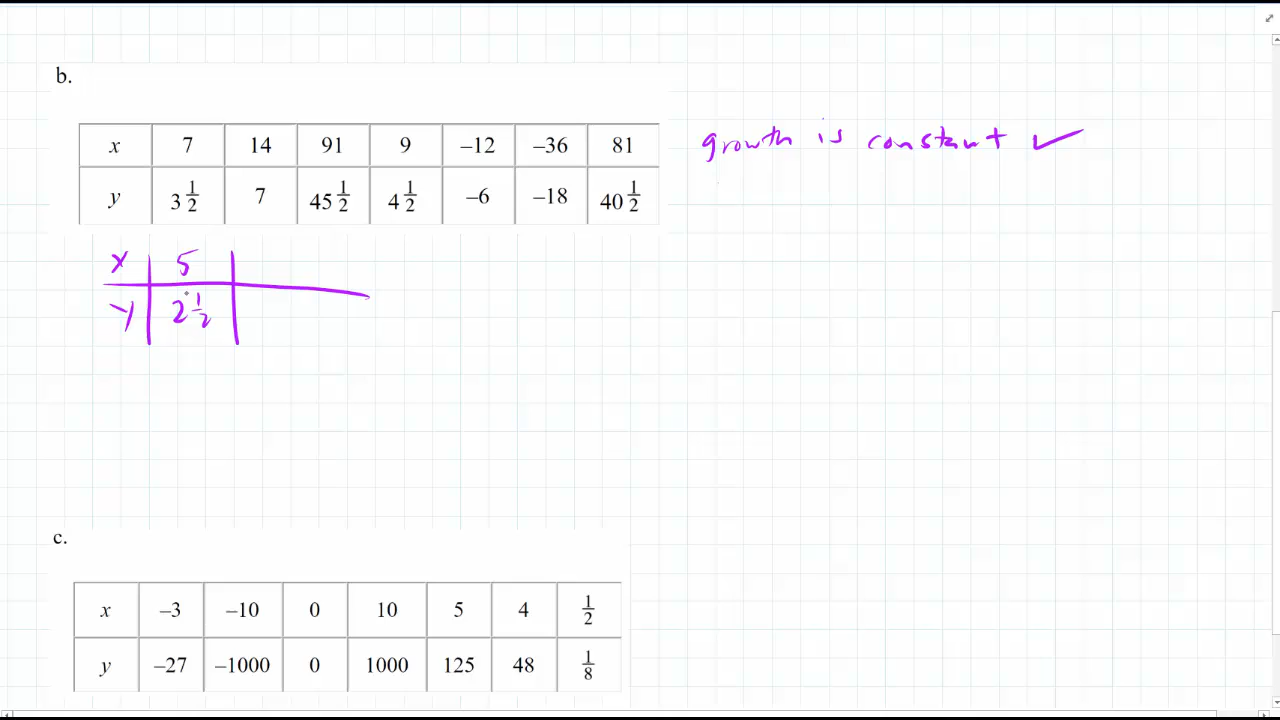 b.
x 7 14 91 9 –12 –36 81
y 3 1/2 7 45 1/2 4 1/2 –6 –18 40 1/2
growth is constant ✓
x 5
y 2 1/2
c.
x –3 –10 0 10 5 4 1/2
y –27 –1000 0 1000 125 48 1/8